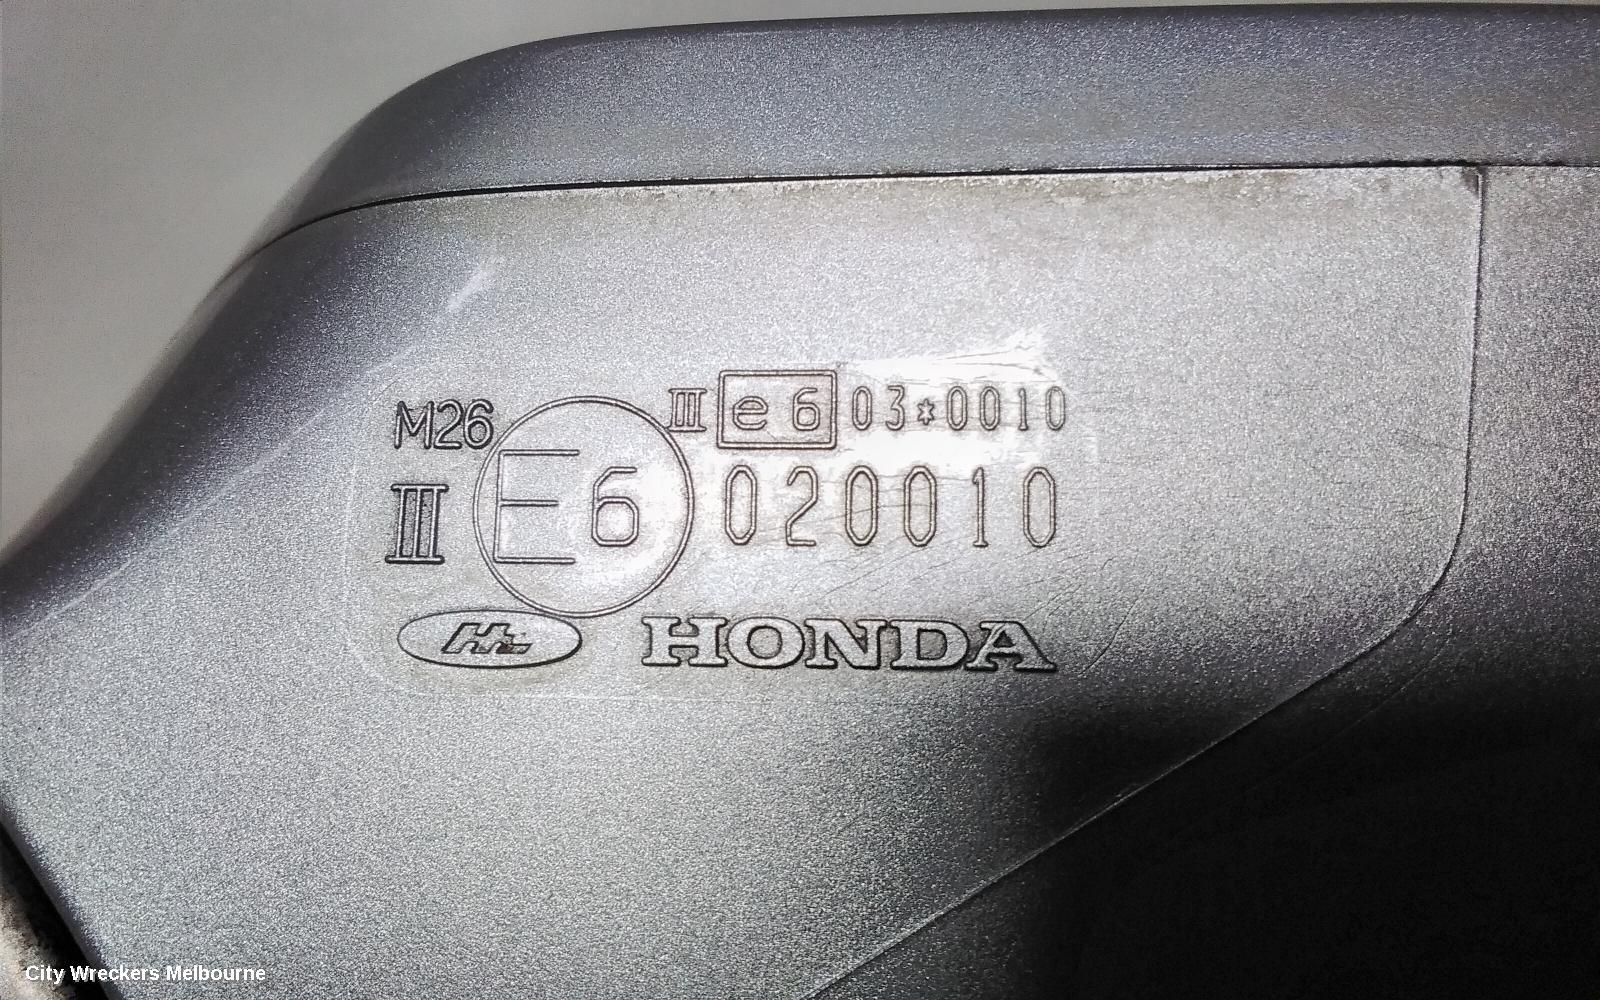 M26 III e6 03*0010
III E6 020010
HONDA
City Wreckers Melbourne